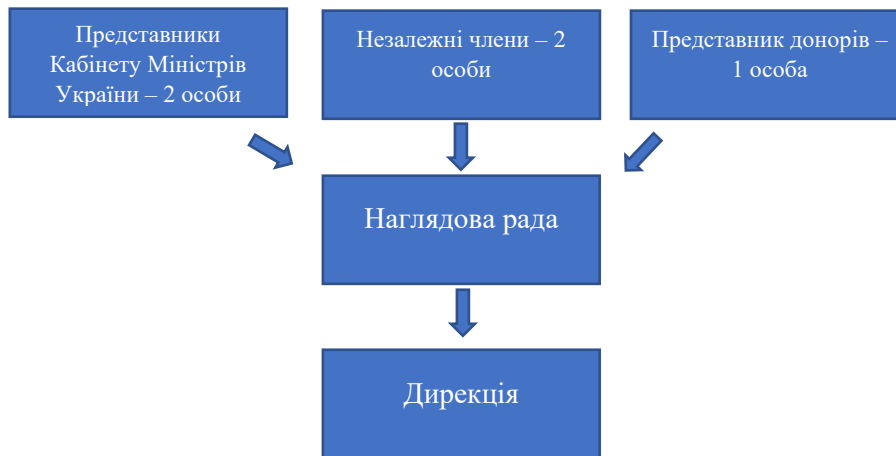 Представники
Кабінету Міністрів
України – 2 особи
Незалежні члени – 2
особи
Представник донорів –
1 особа
Наглядова рада
Дирекція